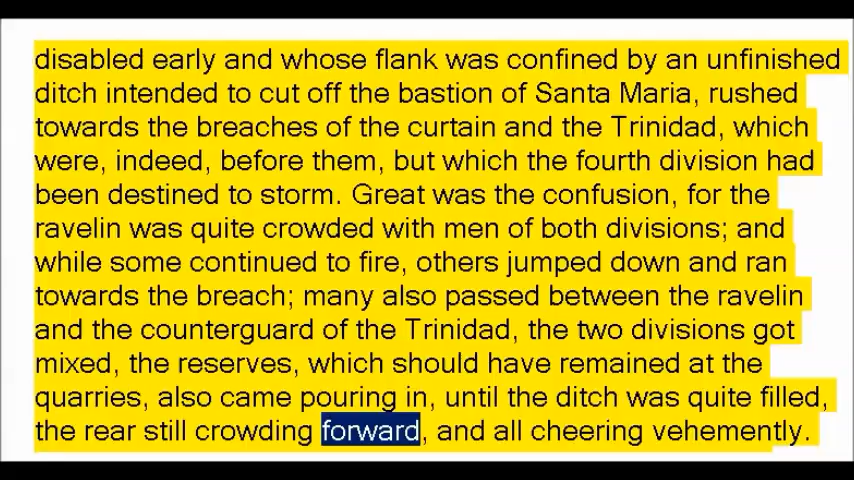 disabled early and whose flank was confined by an unfinished
ditch intended to cut off the bastion of Santa Maria, rushed
towards the breaches of the curtain and the Trinidad, which
were, indeed, before them, but which the fourth division had
been destined to storm. Great was the confusion, for the
ravelin was quite crowded with men of both divisions; and
while some continued to fire, others jumped down and ran
towards the breach; many also passed between the ravelin
and the counterguard of the Trinidad, the two divisions got
mixed, the reserves, which should have remained at the
quarries, also came pouring in, until the ditch was quite filled,
the rear still crowding forward, and all cheering vehemently.